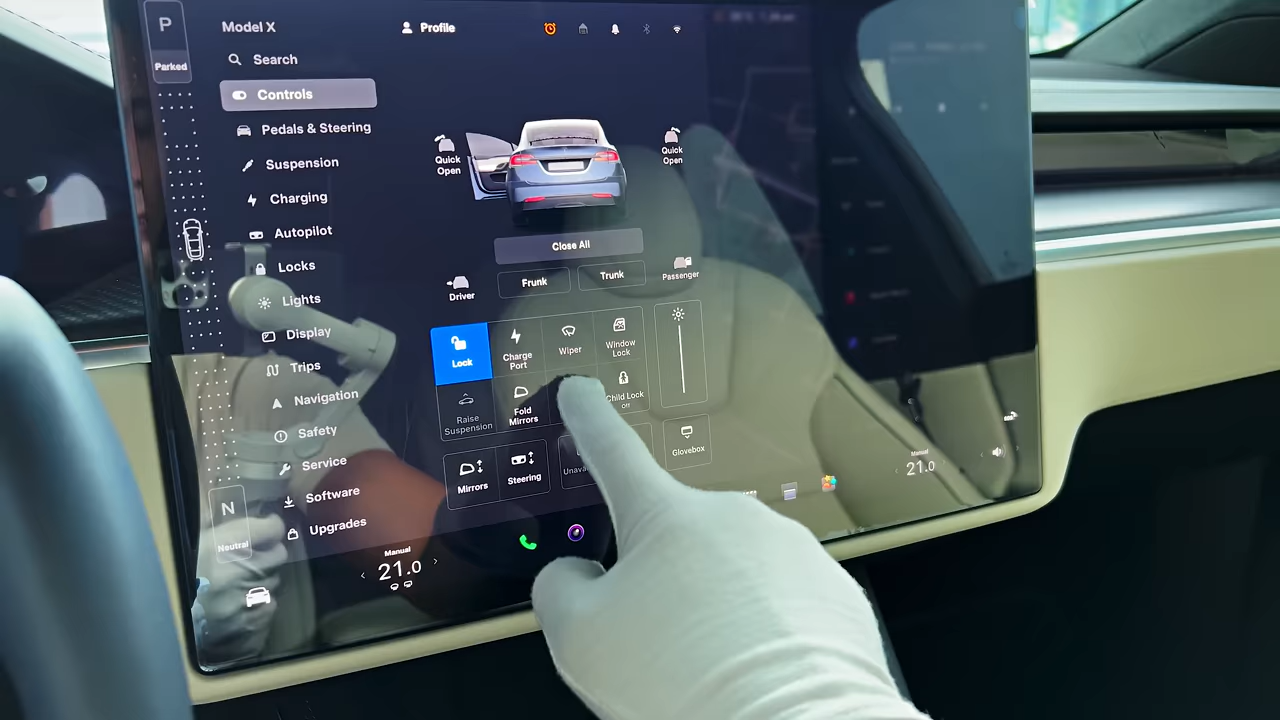 P
Parked
Model X
Profile
Search
Controls
Pedals & Steering
Suspension
Charging
Autopilot
Locks
Lights
Display
Trips
Navigation
Safety
Service
Software
Upgrades
N
Neutral
Quick
Open
Quick
Open
Close All
Driver
Frunk
Trunk
Passenger
Lock
Charge
Port
Wiper
Window
Lock
Raise
Suspension
Fold
Mirrors
Child Lock
Off
Mirrors
Steering
Glovebox
Manual
21.0
Manual
21.0